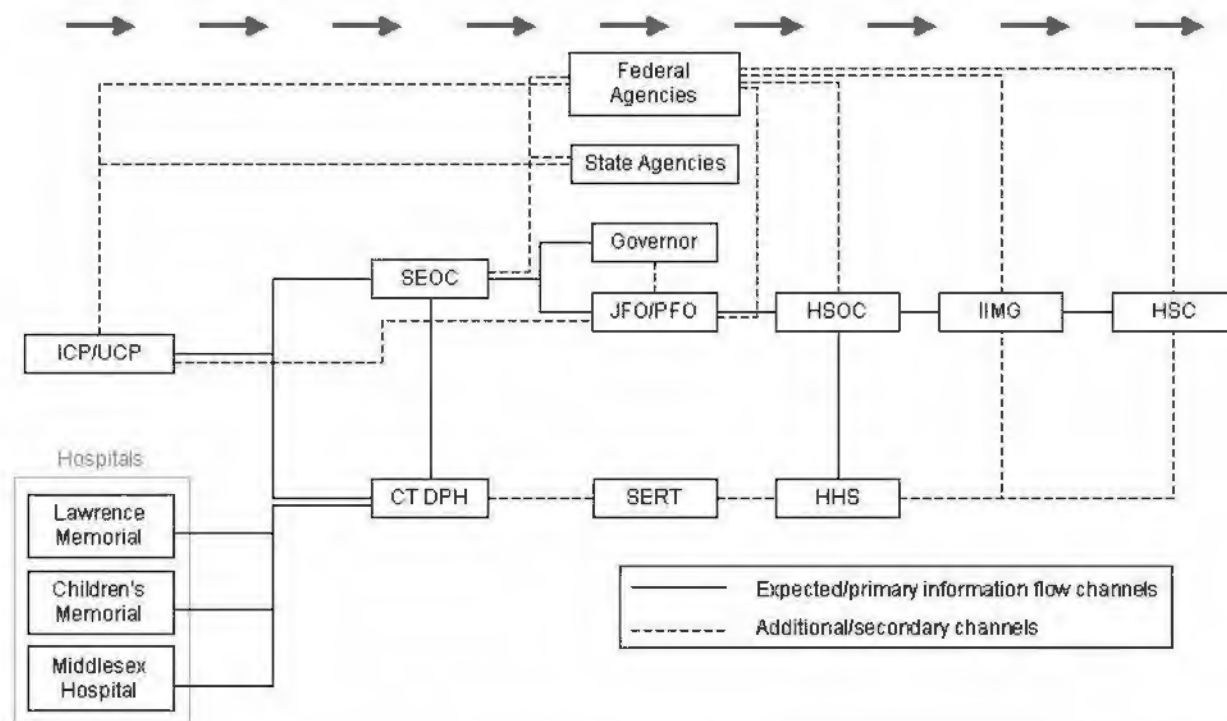 Federal
Agencies
State Agencies
Governor
SEOC
JFO/PFO
HSOC
IIMG
HSC
ICP/UCP
Hospitals
CT DPH
SERT
HHS
Lawrence
Memorial
Children's
Memorial
Middlesex
Hospital
Expected/primary information flow channels
Additional/secondary channels